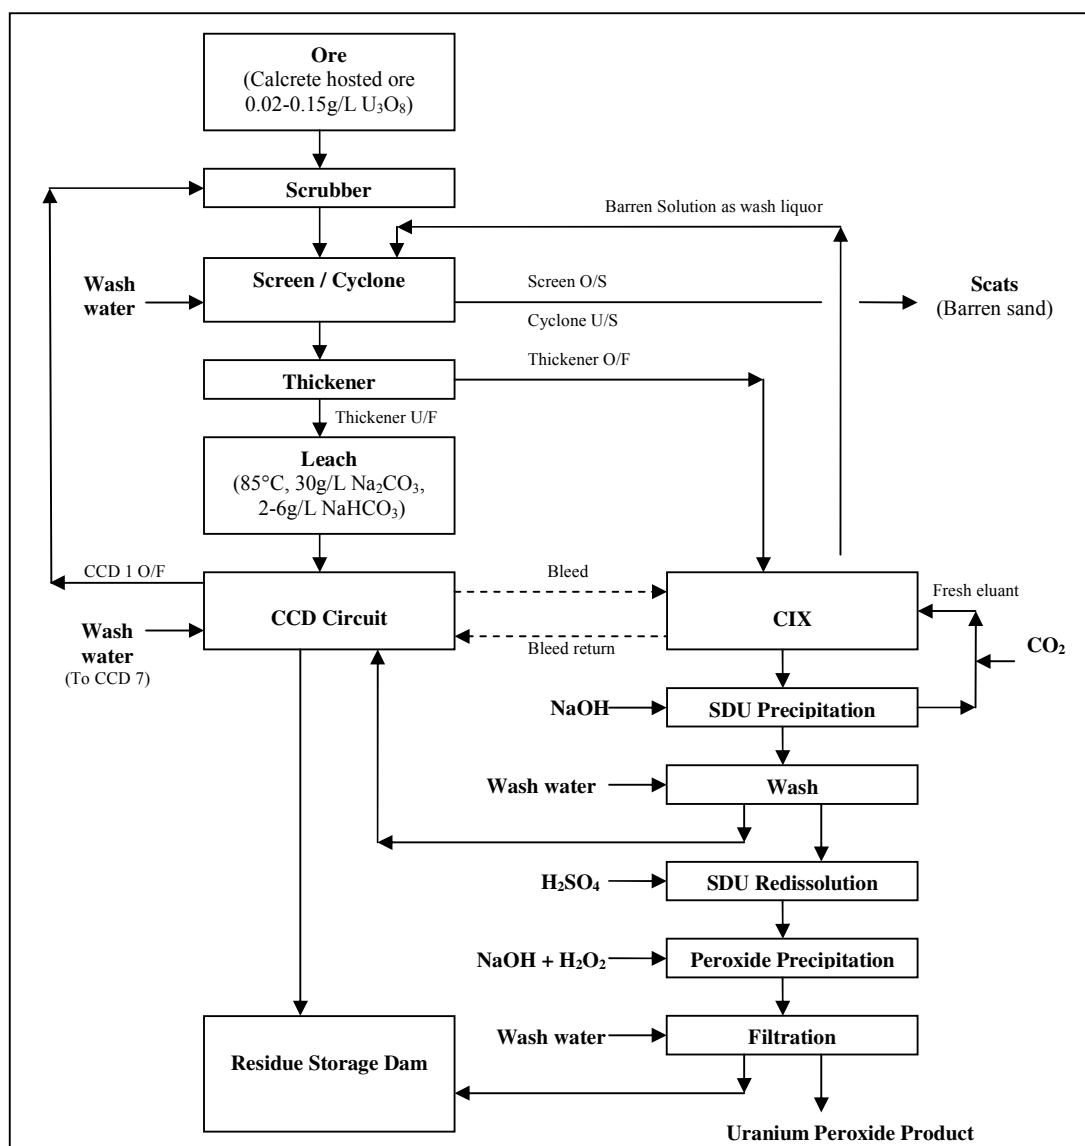 Ore
(Calcrete hosted ore
0.02-0.15g/L U₃O₈)
Scrubber
Barren Solution as wash liquor
Wash
water
Screen / Cyclone
Screen O/S
Cyclone U/S
Scats
(Barren sand)
Thickener
Thickener O/F
Thickener U/F
Leach
(85°C, 30g/L Na₂CO₃,
2-6g/L NaHCO₃)
CCD 1 O/F
CCD Circuit
Bleed
Bleed return
CIX
Fresh eluant
CO₂
Wash
water
(To CCD 7)
NaOH
SDU Precipitation
Wash water
Wash
H₂SO₄
SDU Redissolution
NaOH + H₂O₂
Peroxide Precipitation
Wash water
Filtration
Residue Storage Dam
Uranium Peroxide Product